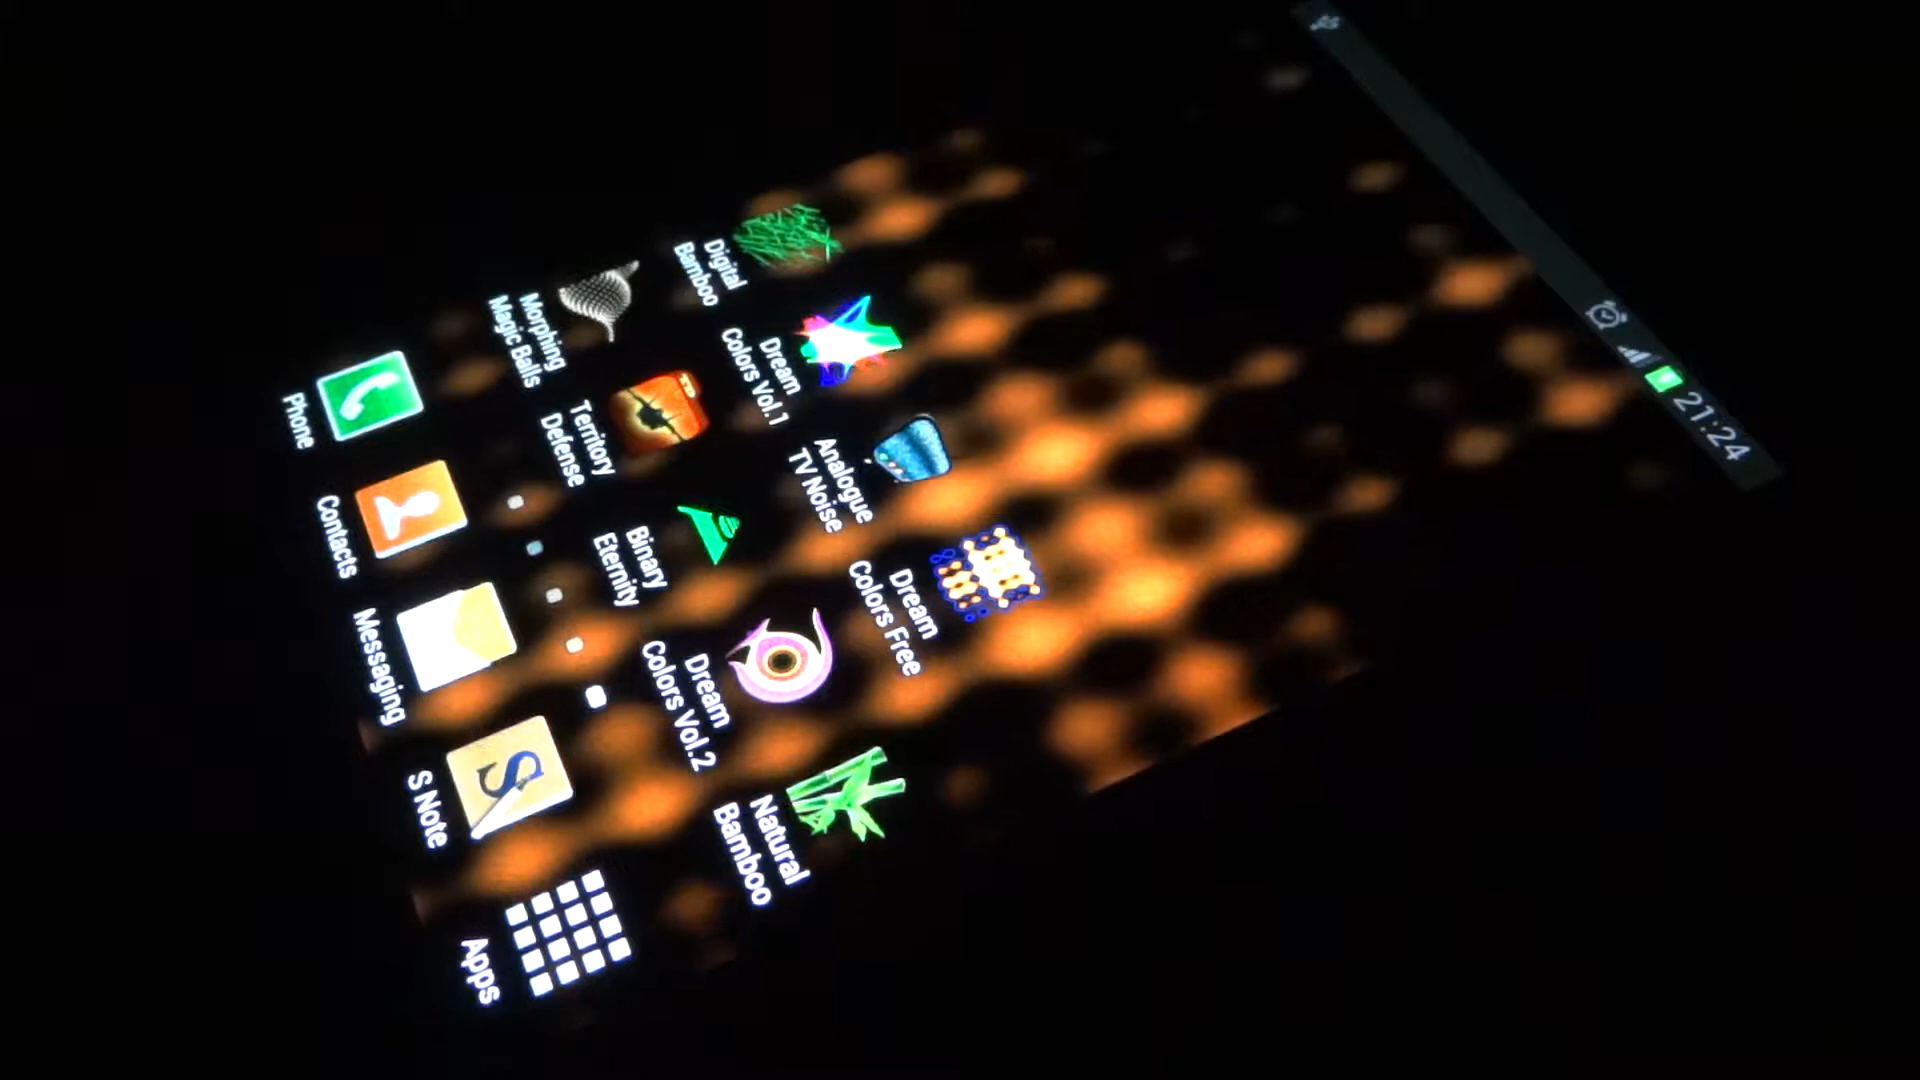 21:24
Digital
Bamboo
Dream
Colors Vol.1
Analogue
TV Noise
Dream
Colors Free
Morphing
Magic Balls
Territory
Defense
Binary
Eternity
Dream
Colors Vol.2
Natural
Bamboo
Phone
Contacts
Messaging
S
S Note
Apps